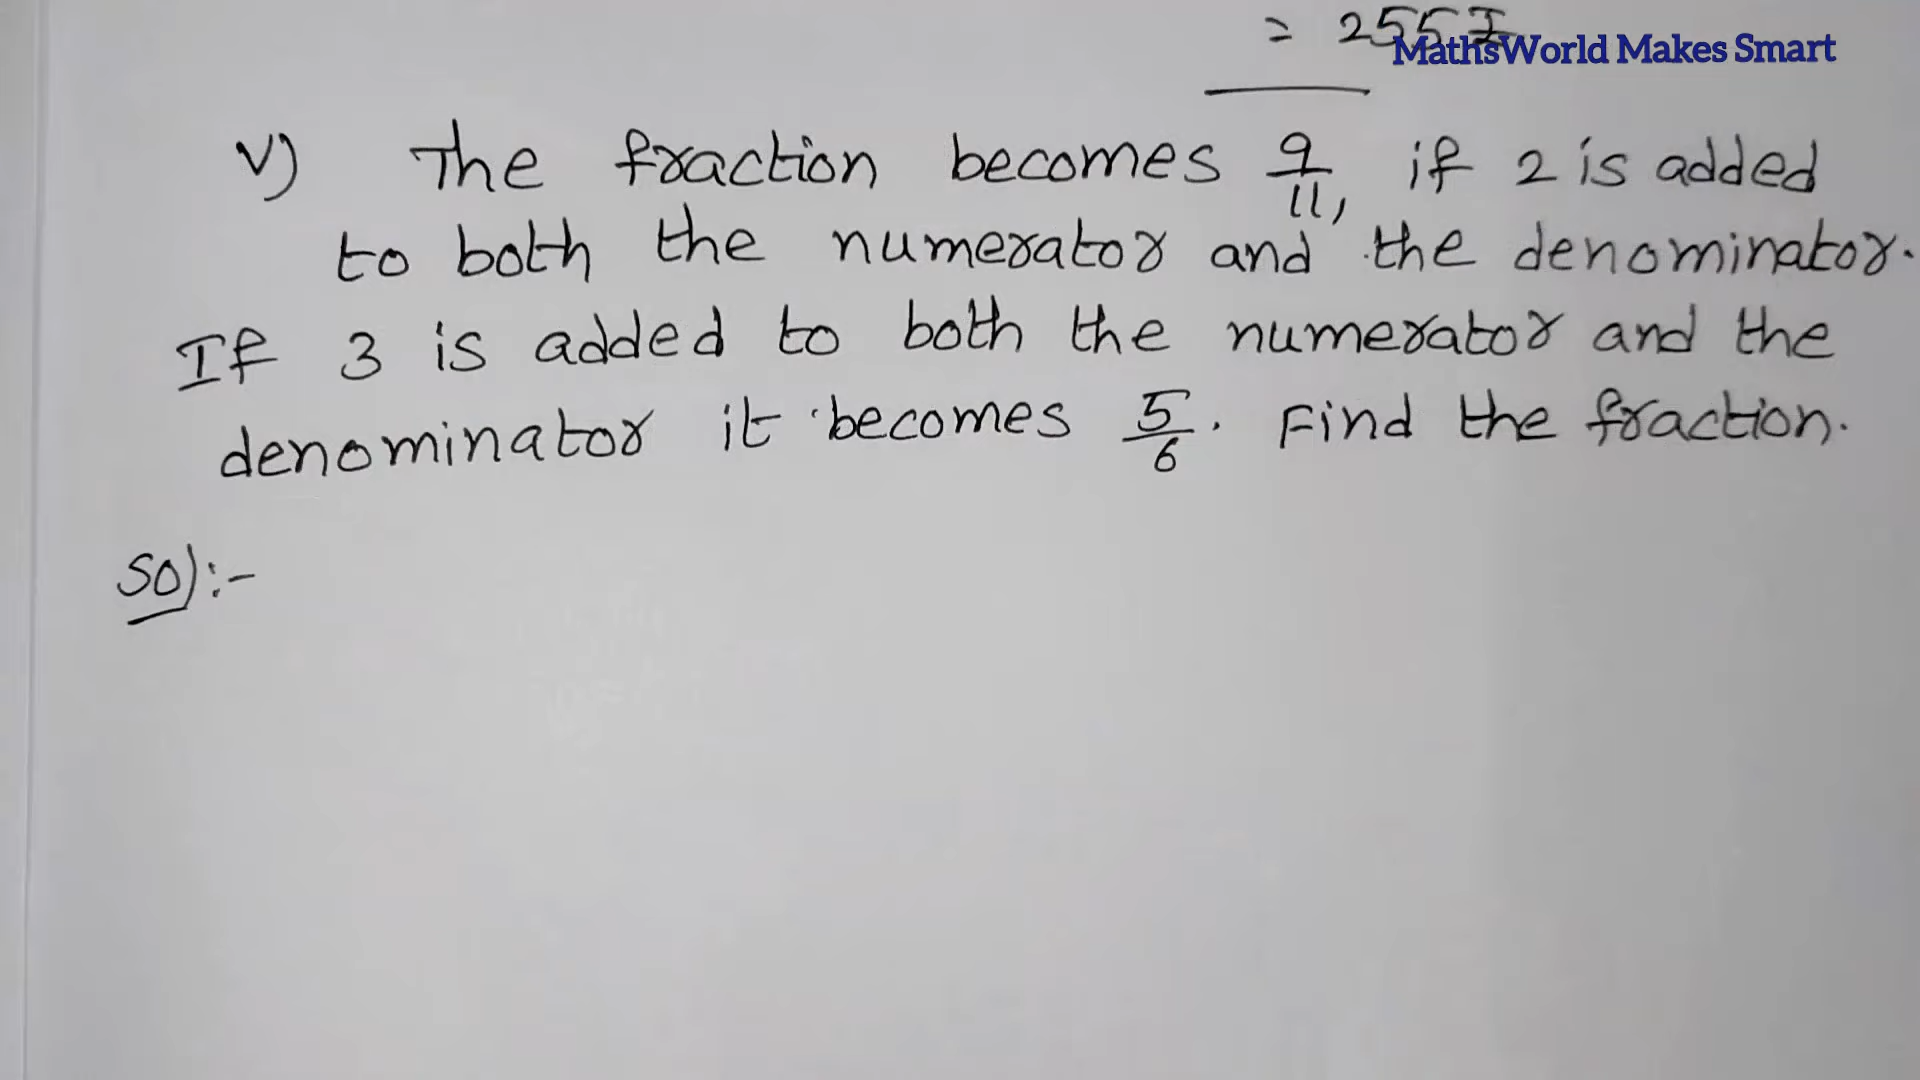 = 255
MathsWorld Makes Smart
V) The fraction becomes 9/11, if 2 is added
to both the numerator and the denominator.
If 3 is added to both the numerator and the
denominator it becomes 5/6. Find the fraction.
Sol:-